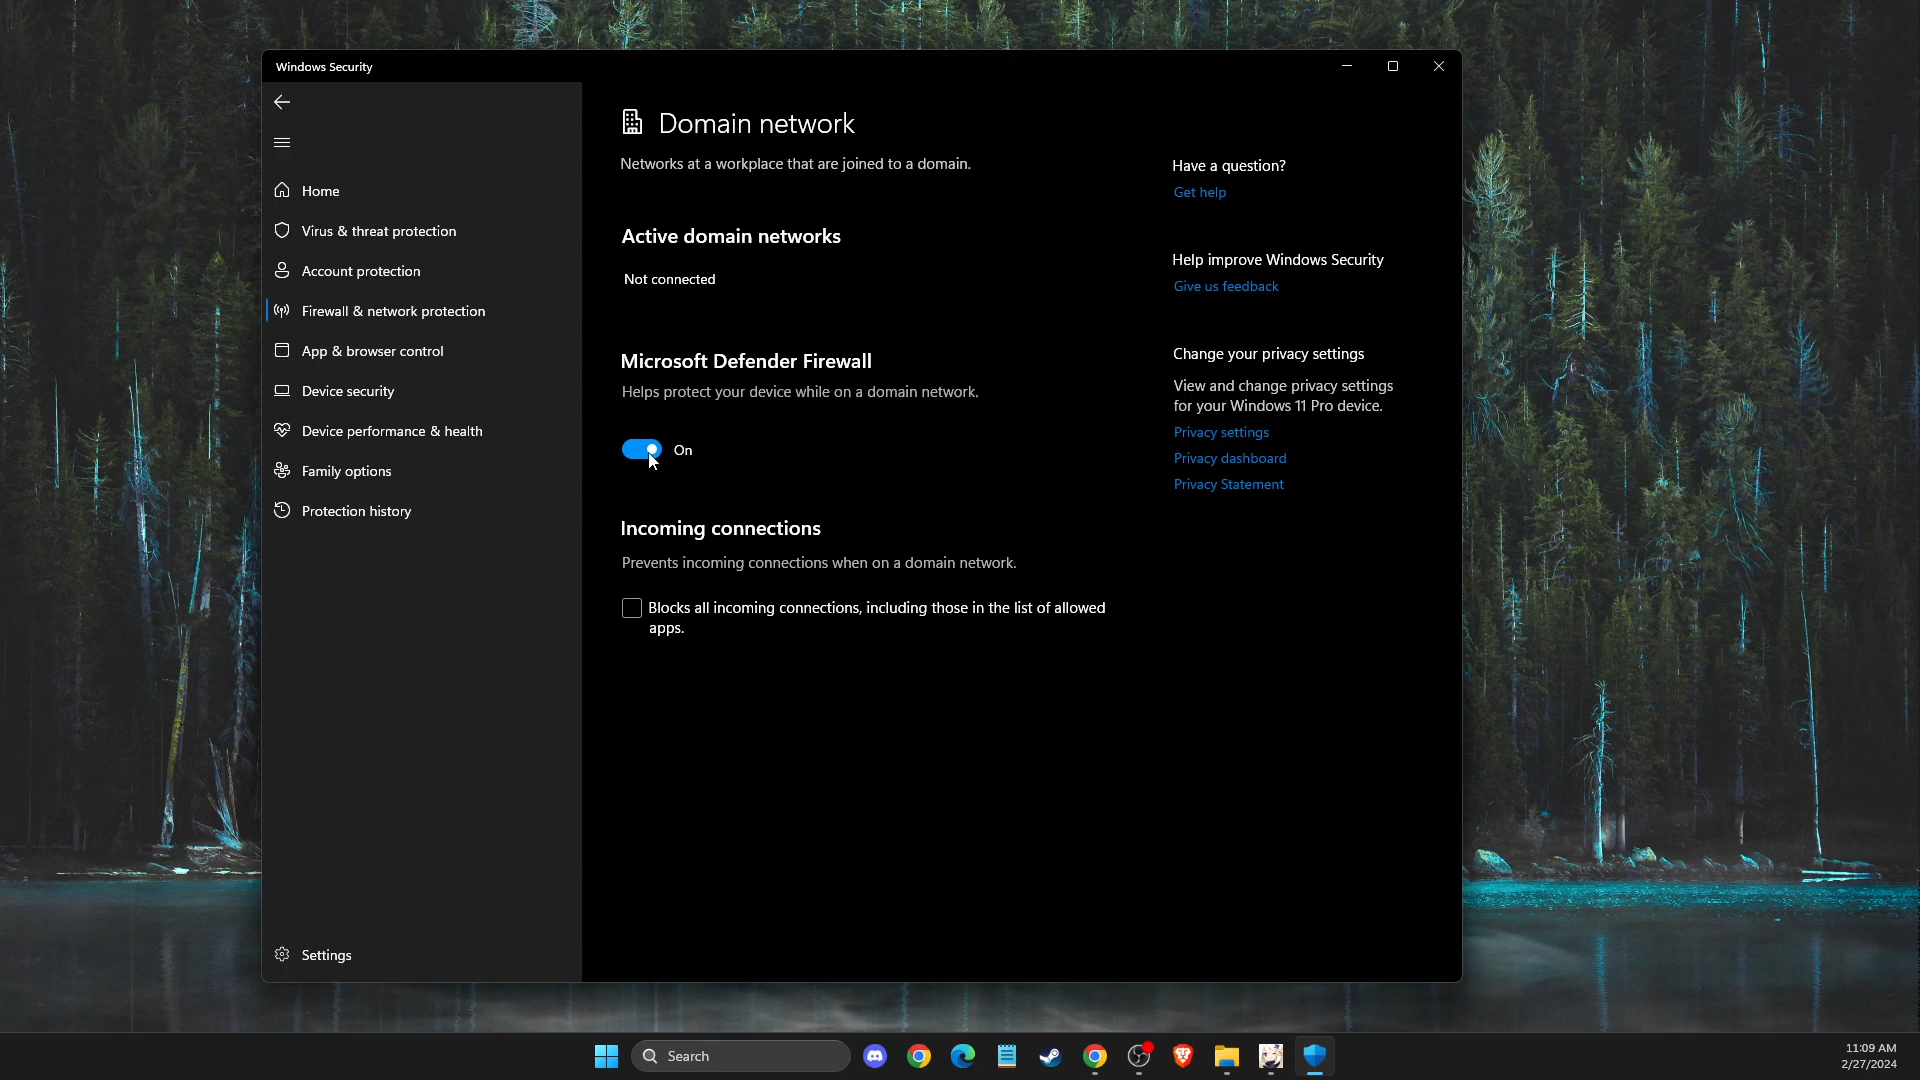 Windows Security
Home
Virus & threat protection
Account protection
Firewall & network protection
App & browser control
Device security
Device performance & health
Family options
Protection history
Settings
Domain network
Networks at a workplace that are joined to a domain.
Active domain networks
Not connected
Microsoft Defender Firewall
Helps protect your device while on a domain network.
On
Incoming connections
Prevents incoming connections when on a domain network.
Blocks all incoming connections, including those in the list of allowed
apps.
Have a question?
Get help
Help improve Windows Security
Give us feedback
Change your privacy settings
View and change privacy settings
for your Windows 11 Pro device.
Privacy settings
Privacy dashboard
Privacy Statement
Search
11:09 AM
2/27/2024